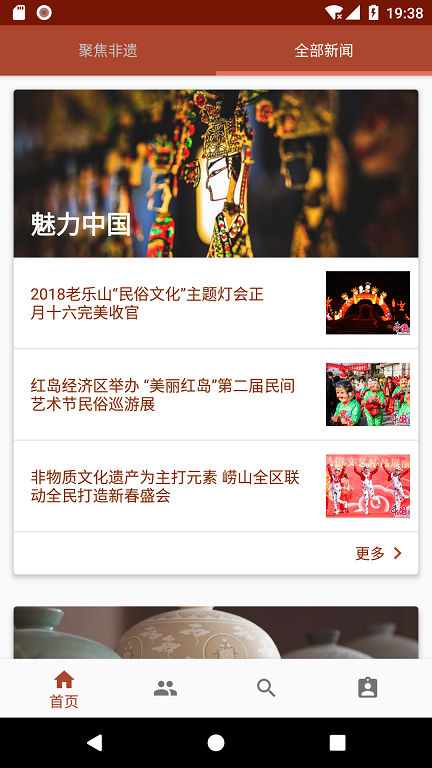 19:38
聚焦非遗
全部新闻
魅力中国
2018老乐山“民俗文化”主题灯会正
月十六完美收官
红岛经济区举办 “美丽红岛”第二届民间
艺术节民俗巡游展
非物质文化遗产为主打元素 崂山全区联
动全民打造新春盛会
更多
首页